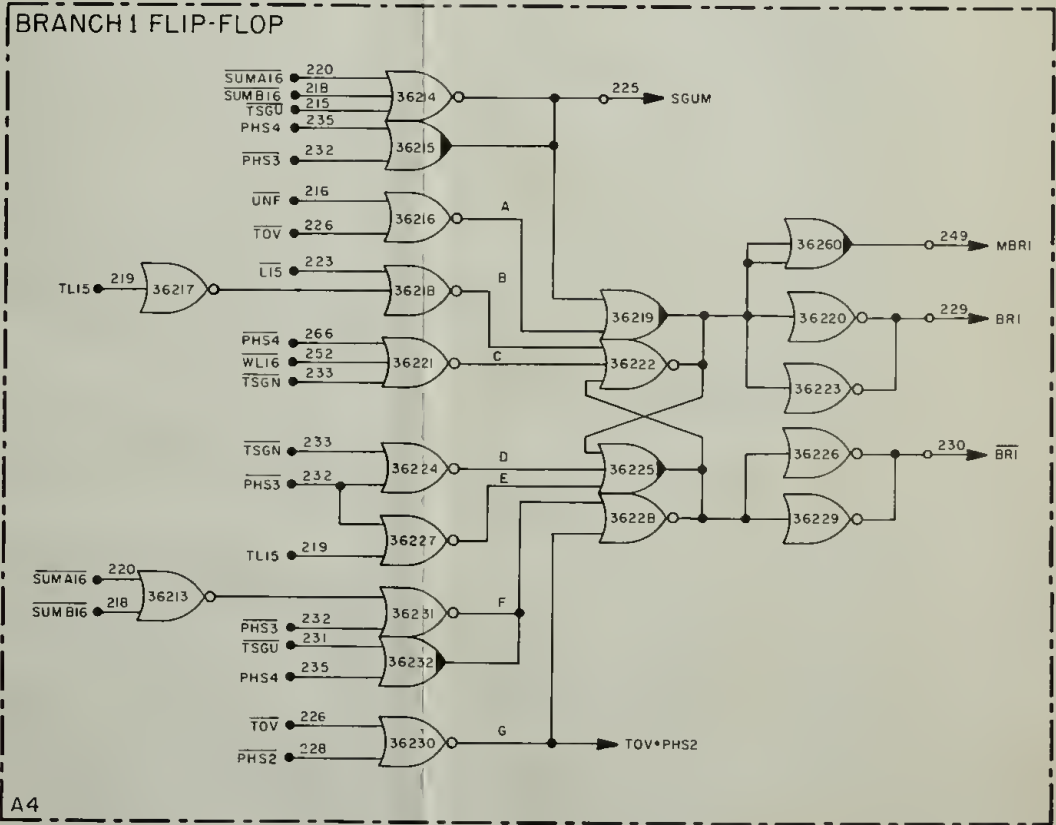 BRANCH 1 FLIP-FLOP
SUMA16 220
SUMB16 218
TSGU 215
36214
225 SGUM
PHS4 235
PHS3 232
36215
UNF 216
TOV 226
36216
A
TL15 219
36217
L15 223
36218
B
PHS4 266
WL16 252
TSGN 233
36221
C
36219
36222
36260
249 MBR1
36220
229 BR1
36223
TSGN 233
PHS3 232
36224
D
E
36225
36228
36226
230 BR1
36229
36227
TL15 219
SUMA16 220
SUMB16 218
36213
36231
F
PHS3 232
TSGU 231
PHS4 235
36232
TOV 226
PHS2 228
36230
G
TOV•PHS2
A4